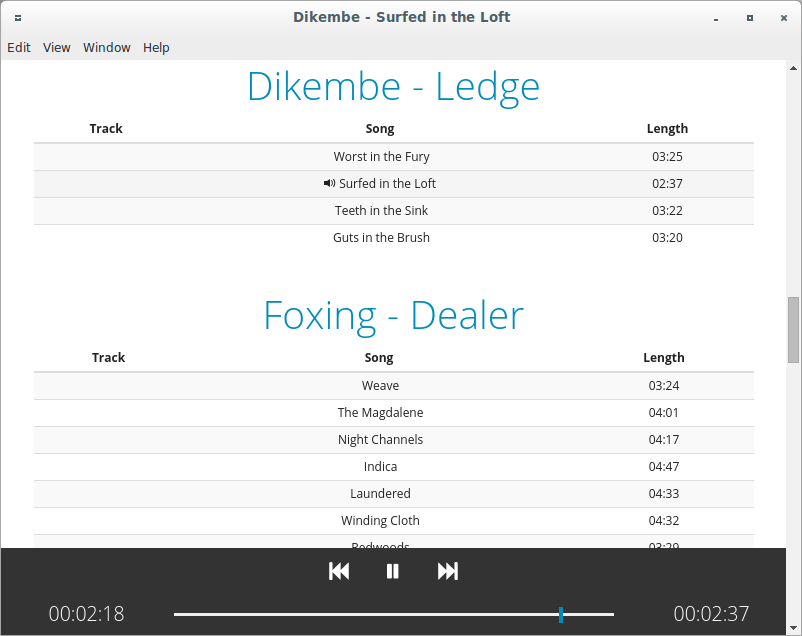 Dikembe - Surfed in the Loft
Edit View Window Help
Dikembe - Ledge
Track Song Length
Worst in the Fury 03:25
Surfed in the Loft 02:37
Teeth in the Sink 03:22
Guts in the Brush 03:20
Foxing - Dealer
Track Song Length
Weave 03:24
The Magdalene 04:01
Night Channels 04:17
Indica 04:47
Laundered 04:33
Winding Cloth 04:32
Redwoods 03:29
00:02:18 00:02:37